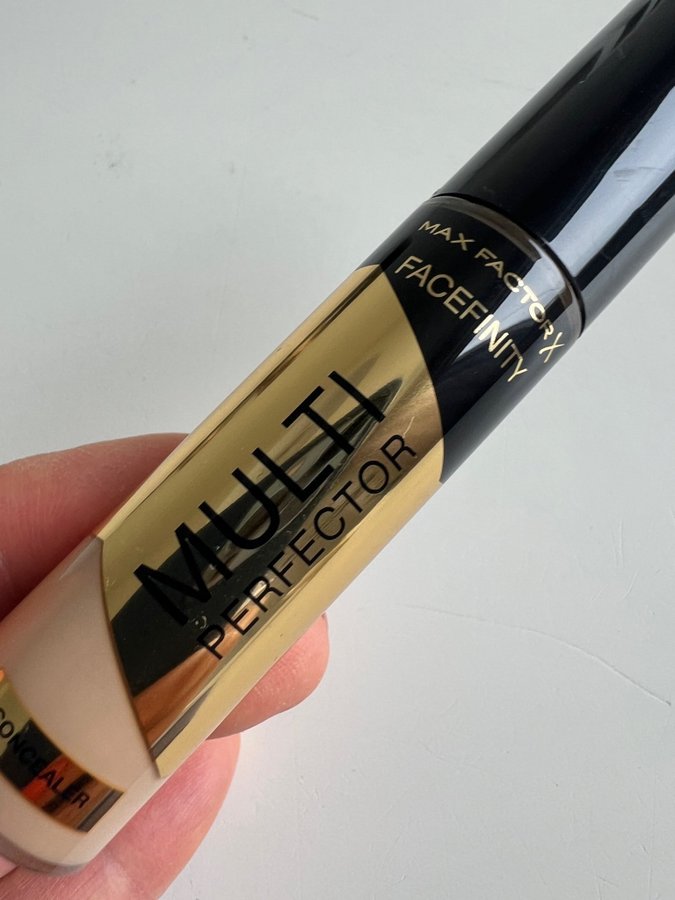 MAX FACTOR X
FACEFINITY
MULTI
PERFECTOR
CONCEALER